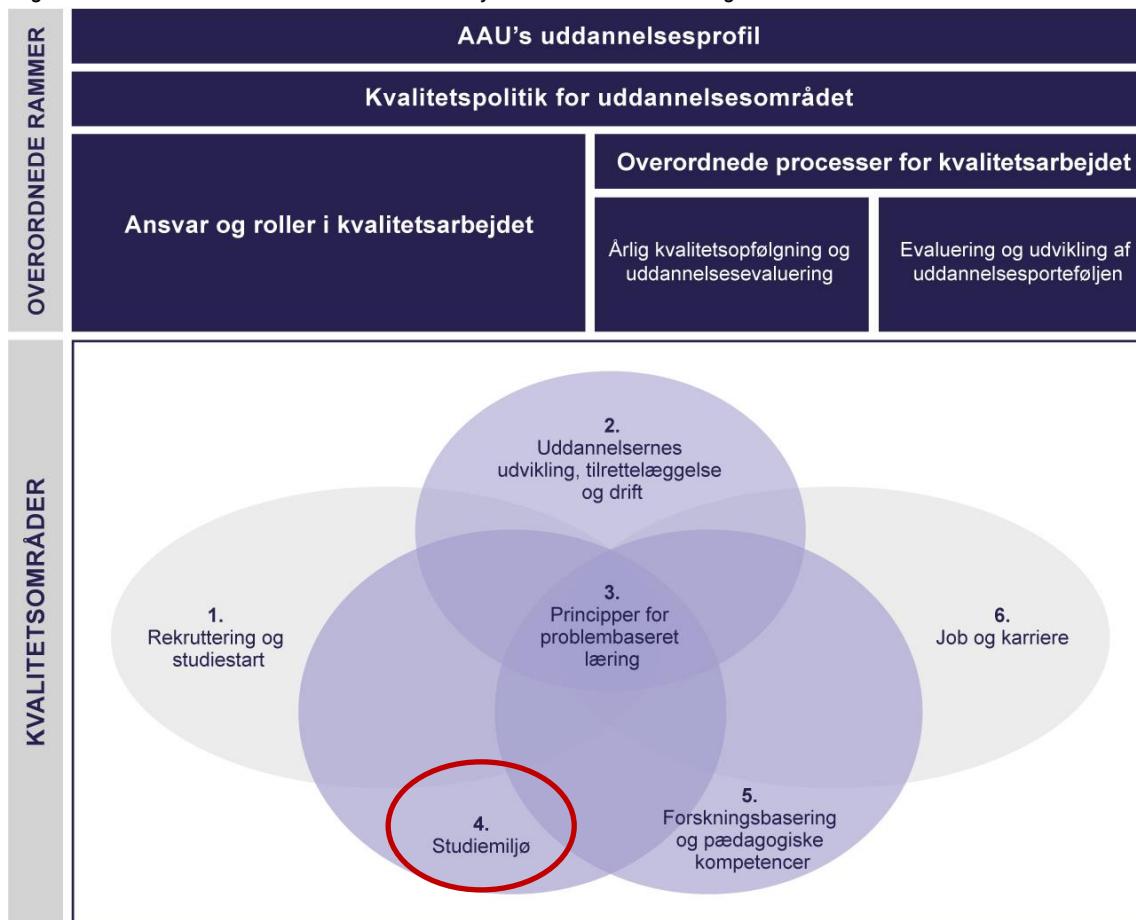 OVERORDNEDE RAMMER
AAU's uddannelsesprofil
Kvalitetspolitik for uddannelsesområdet
Ansvar og roller i kvalitetsarbejdet
Overordnede processer for kvalitetsarbejdet
Årlig kvalitetsopfølgning og
uddannelsesevaluering
Evaluering og udvikling af
uddannelsesporteføljen
KVALITETSOMRÅDER
1.
Rekruttering og
studiestart
2.
Uddannelsernes
udvikling, tilrettelæggelse
og drift
3.
Principper for
problembaseret
læring
4.
Studiemiljø
5.
Forskningsbasering
og pædagogiske
kompetencer
6.
Job og karriere